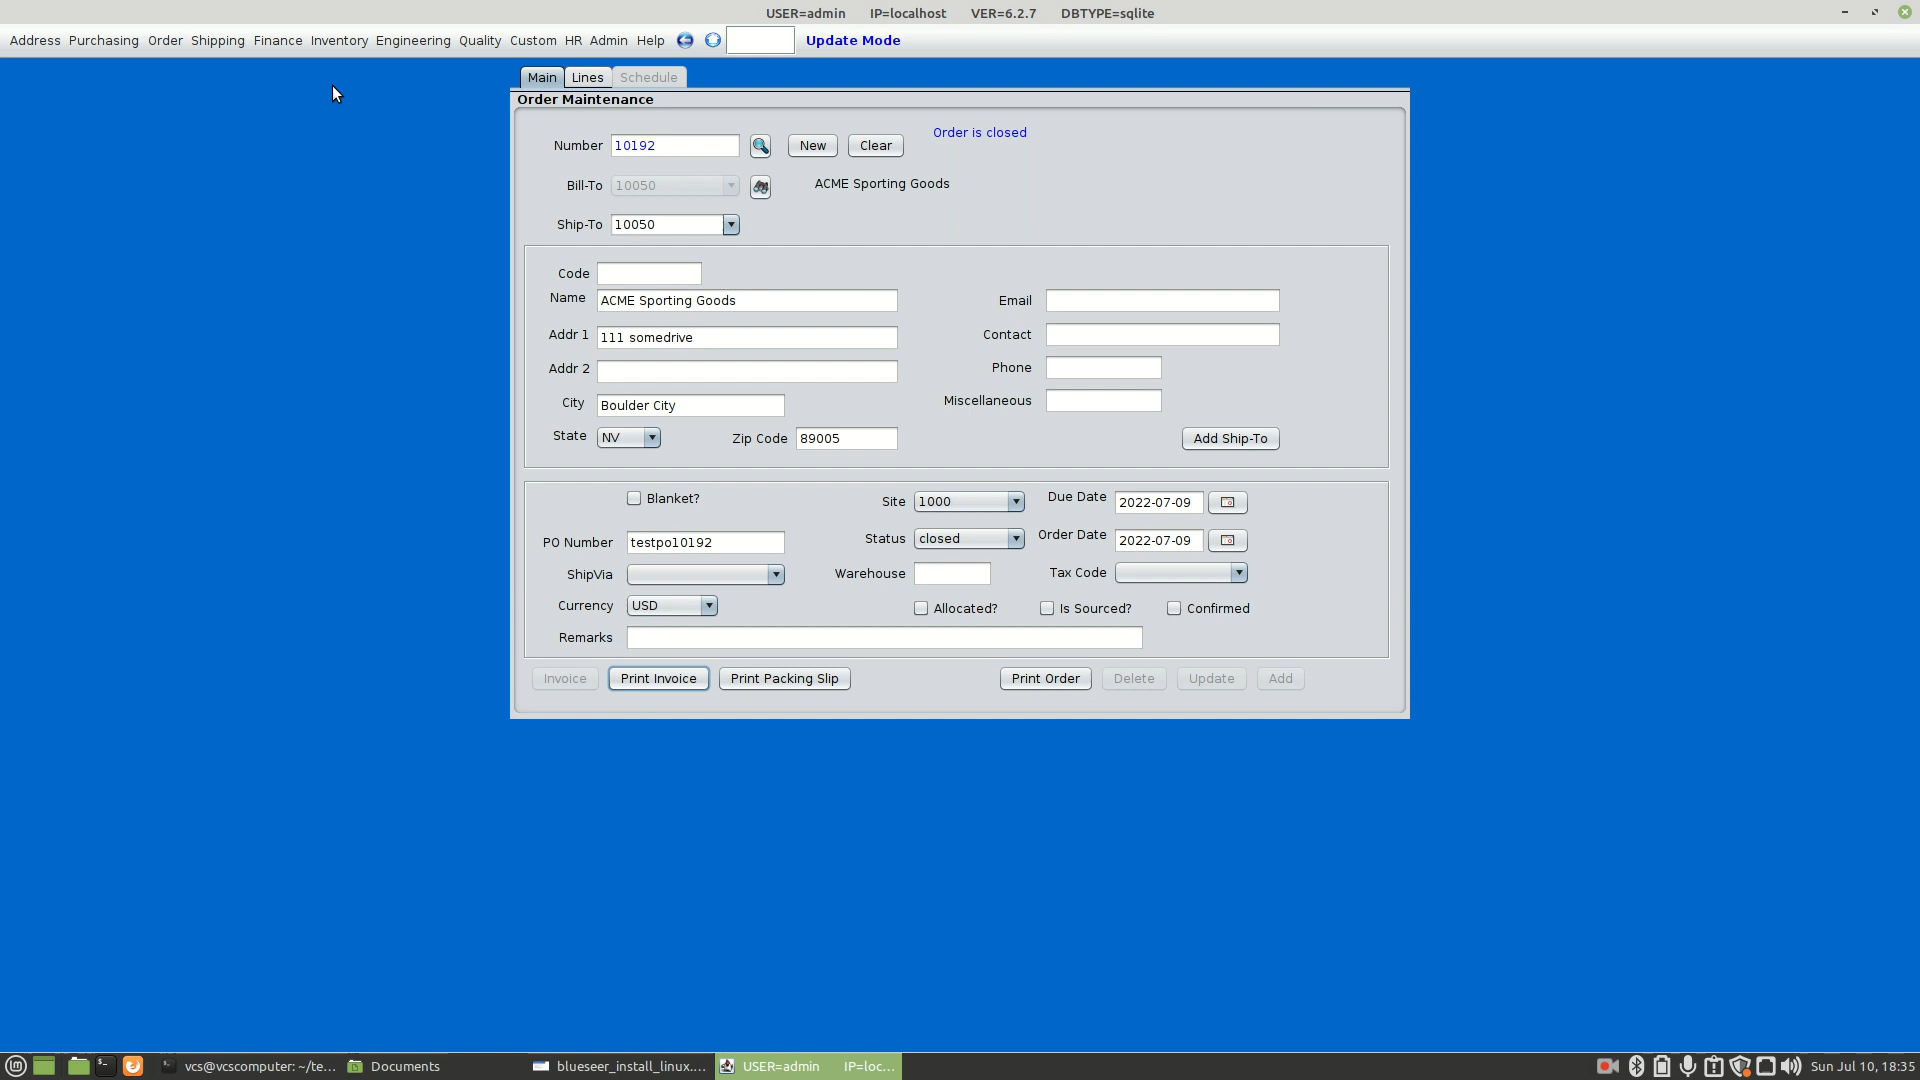 USER=admin IP=localhost VER=6.2.7 DBTYPE=sqlite
Address Purchasing Order Shipping Finance Inventory Engineering Quality Custom HR Admin Help Update Mode
Main Lines Schedule
Order Maintenance
Order is closed
Number 10192 New Clear
Bill-To 10050 ACME Sporting Goods
Ship-To 10050
Code
Name ACME Sporting Goods Email
Addr 1 111 somedrive Contact
Addr 2 Phone
City Boulder City Miscellaneous
State NV Zip Code 89005 Add Ship-To
Blanket? Site 1000 Due Date 2022-07-09
PO Number testpo10192 Status closed Order Date 2022-07-09
ShipVia Warehouse Tax Code
Currency USD Allocated? Is Sourced? Confirmed
Remarks
Invoice Print Invoice Print Packing Slip Print Order Delete Update Add
vcs@vcscomputer: ~/te... Documents blueseer_install_linux.... USER=admin IP=loc... Sun Jul 10, 18:35